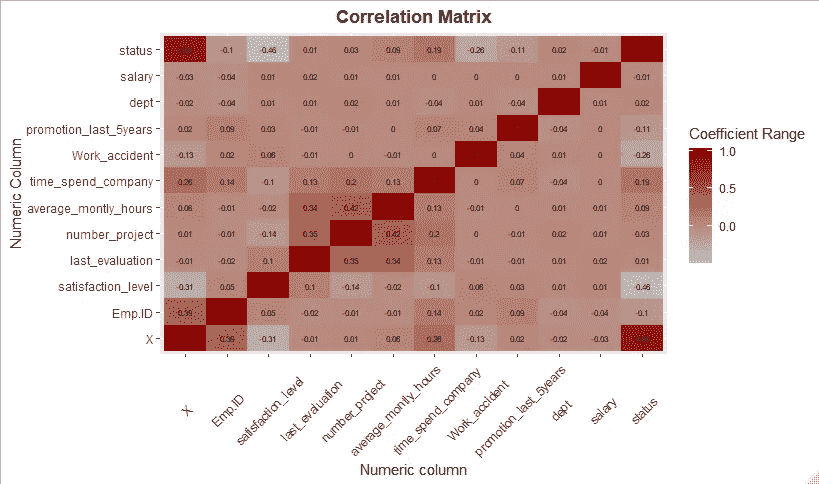 Correlation Matrix
status -0.1 -0.46 0.01 0.03 0.09 0.19 -0.26 -0.11 0.02 -0.01
salary -0.03 -0.04 0.01 0.02 0.01 0.01 0 0 0 0.01 -0.01
dept -0.02 -0.04 0.01 0.01 0.02 0.01 -0.04 0.01 -0.04 0.01 0.02
promotion_last_5years 0.02 0.09 0.03 -0.01 -0.01 0 0.07 0.04 -0.04 0 -0.11
Work_accident -0.13 0.02 0.06 -0.01 0 -0.01 0 0.04 0.01 0 -0.26
time_spend_company 0.26 0.14 -0.1 0.13 0.2 0.13 0 0.07 -0.04 0 0.19
average_montly_hours 0.06 -0.01 -0.02 0.34 0.42 0.13 -0.01 0 0.01 0.01 0.09
number_project 0.01 -0.01 -0.14 0.35 0.42 0.2 0 -0.01 0.02 0.01 0.03
last_evaluation -0.01 -0.02 0.1 0.35 0.34 0.13 -0.01 -0.01 0.01 0.02 0.01
satisfaction_level -0.31 0.05 0.1 -0.14 -0.02 -0.1 0.06 0.03 0.01 0.01 -0.46
Emp.ID 0.39 0.05 -0.02 -0.01 -0.01 0.14 0.02 0.09 -0.04 -0.04 -0.1
X 0.39 -0.31 -0.01 0.01 0.06 0.26 -0.13 0.02 -0.02 -0.03
Numeric Column
X
Emp.ID
satisfaction_level
last_evaluation
number_project
average_montly_hours
time_spend_company
Work_accident
promotion_last_5years
dept
salary
status
Numeric column
Coefficient Range
1.0
0.5
0.0